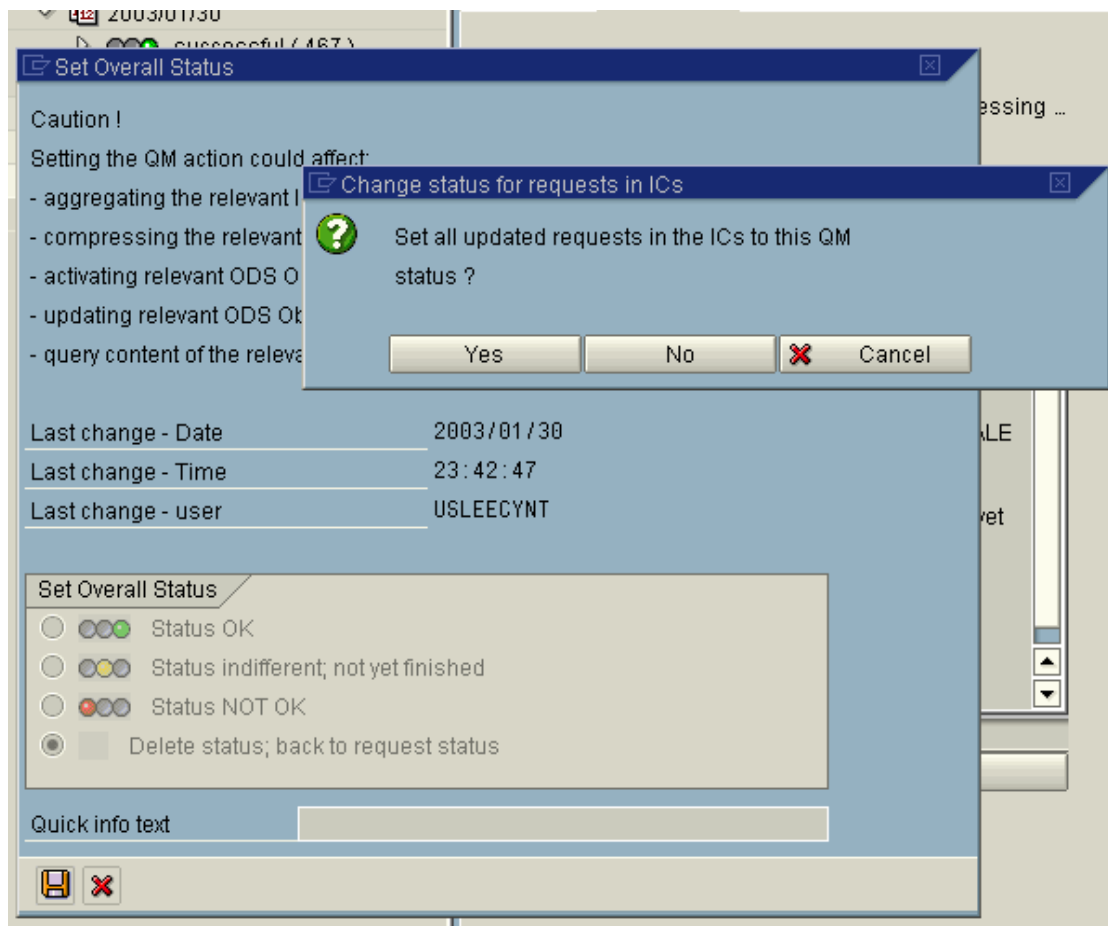 2003/01/30
successful ( 467 )
Set Overall Status
essing ...
Caution !
Setting the QM action could affect:
- aggregating the relevant
- compressing the relevant
- activating relevant ODS O
- updating relevant ODS
- query content of the
Change status for requests in ICs
Set all updated requests in the ICs to this QM
status ?
Yes
No
Cancel
Last change - Date
2003/01/30
Last change - Time
23:42:47
Last change - user
USLEECYNT
ALE
yet
Set Overall Status
Status OK
Status indifferent; not yet finished
Status NOT OK
Delete status; back to request status
Quick info text